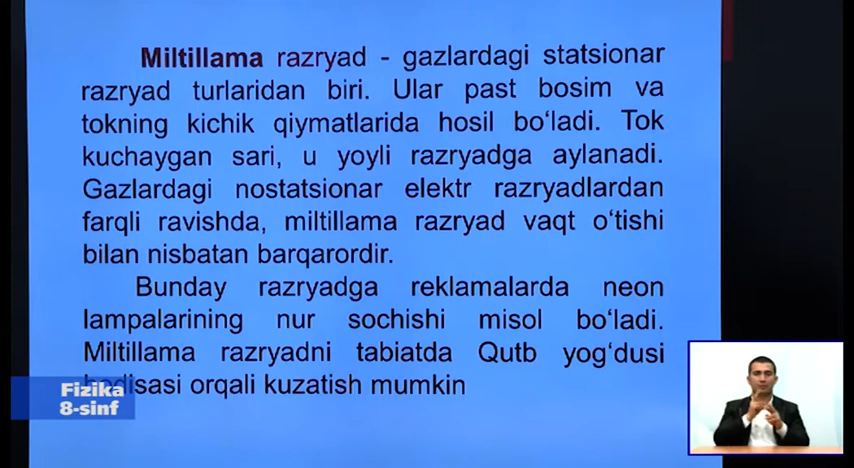 Miltillama razryad - gazlardagi statsionar
razryad turlaridan biri. Ular past bosim va
tokning kichik qiymatlarida hosil bo‘ladi. Tok
kuchaygan sari, u yoyli razryadga aylanadi.
Gazlardagi nostatsionar elektr razryadlardan
farqli ravishda, miltillama razryad vaqt o‘tishi
bilan nisbatan barqarordir.
Bunday razryadga reklamalarda neon
lampalarining nur sochishi misol bo‘ladi.
Miltillama razryadni tabiatda Qutb yog‘dusi
hodisasi orqali kuzatish mumkin
Fizika
8-sinf